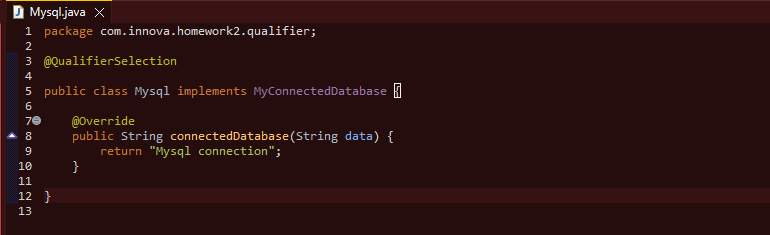 Mysql.java
1 package com.innova.homework2.qualifier;
2
3 @QualifierSelection
4
5 public class Mysql implements MyConnectedDatabase {
6
7 @Override
8 public String connectedDatabase(String data) {
9 return "Mysql connection";
10 }
11
12 }
13